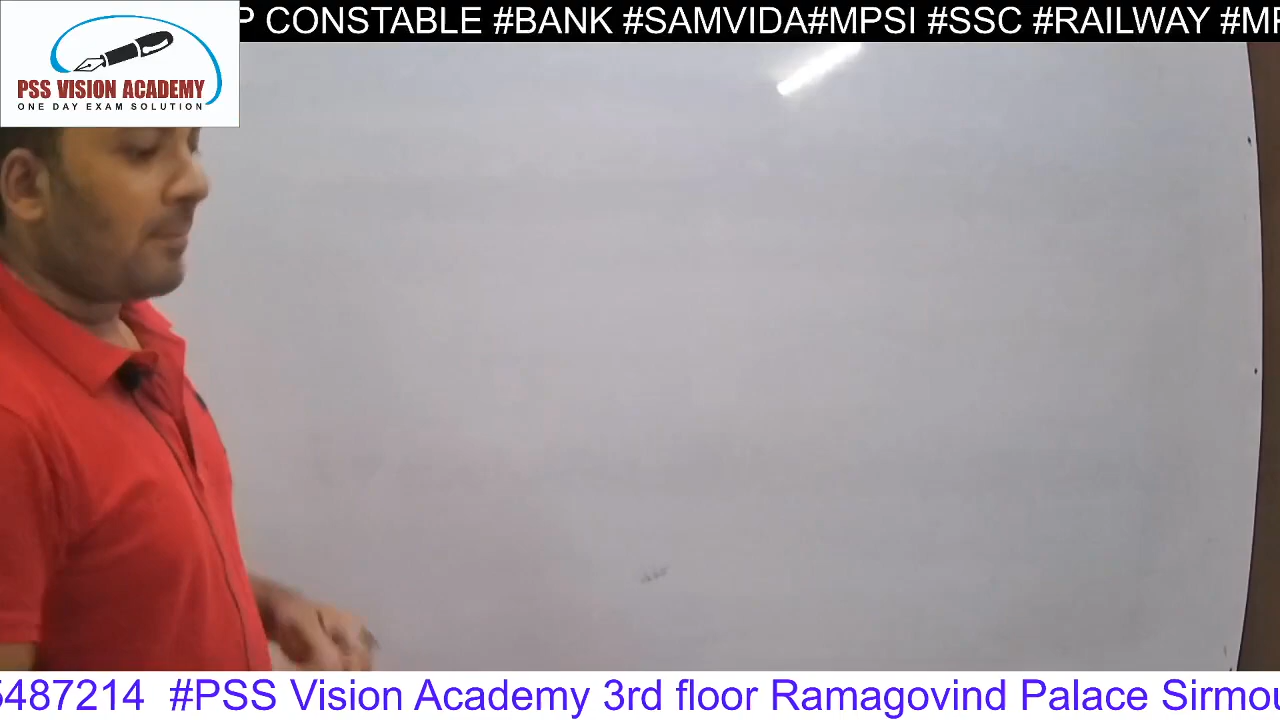 P CONSTABLE #BANK #SAMVIDA#MPSI #SSC #RAILWAY #MP
PSS VISION ACADEMY
ONE DAY EXAM SOLUTION
5487214 #PSS Vision Academy 3rd floor Ramagovind Palace Sirmou